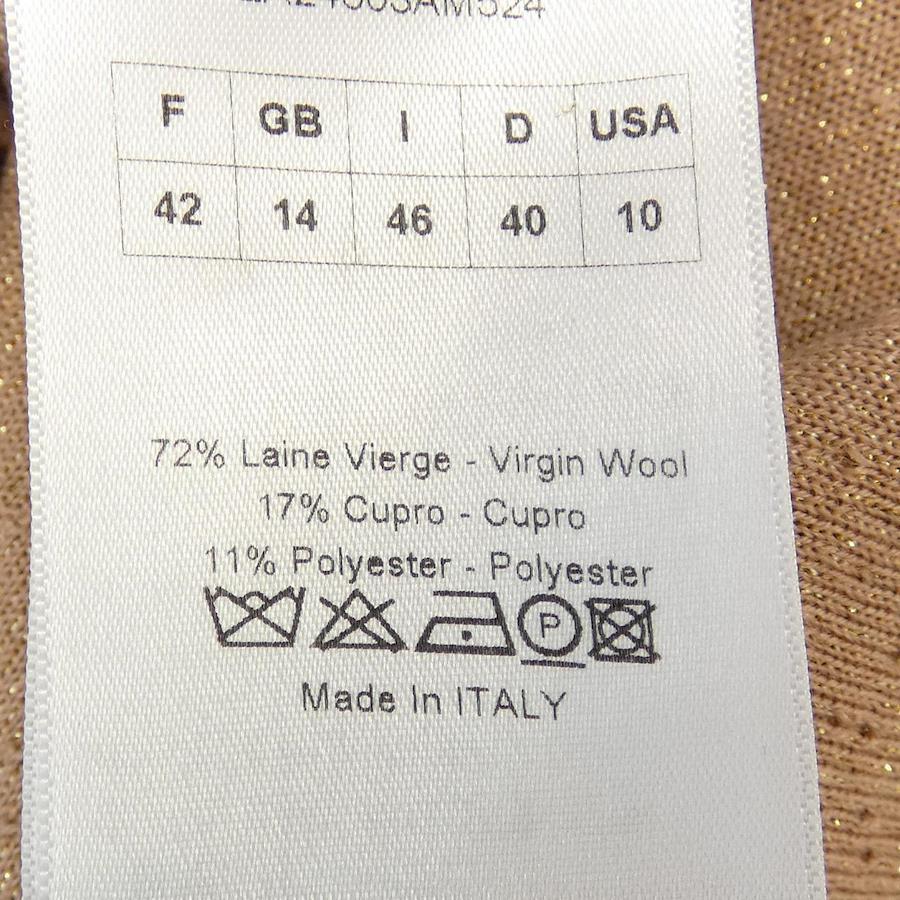 F GB I D USA
42 14 46 40 10
72% Laine Vierge - Virgin Wool
17% Cupro - Cupro
11% Polyester - Polyester
P
Made In ITALY